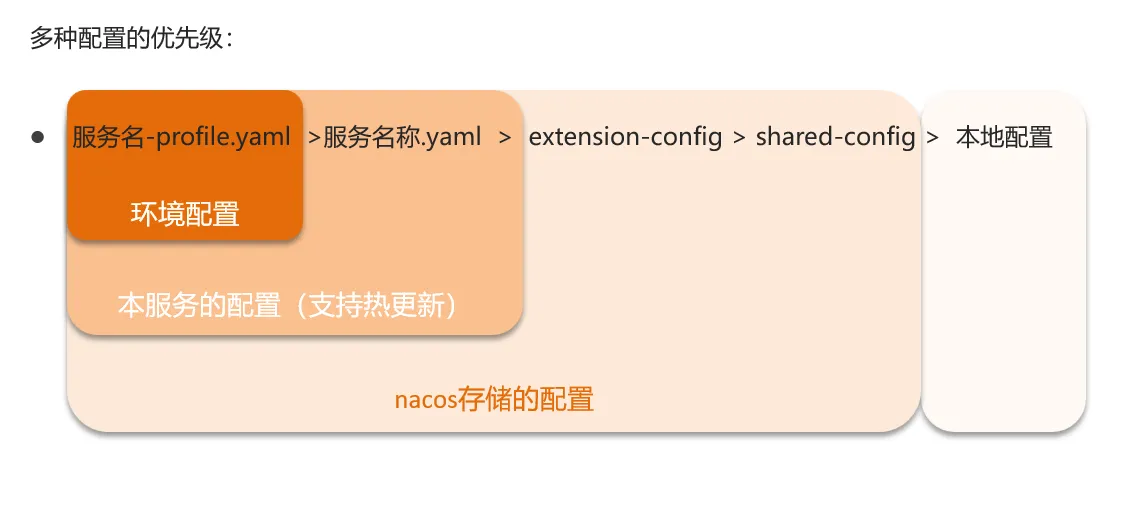 多种配置的优先级：
● 服务名-profile.yaml >服务名称.yaml > extension-config > shared-config > 本地配置
环境配置
本服务的配置（支持热更新）
nacos存储的配置